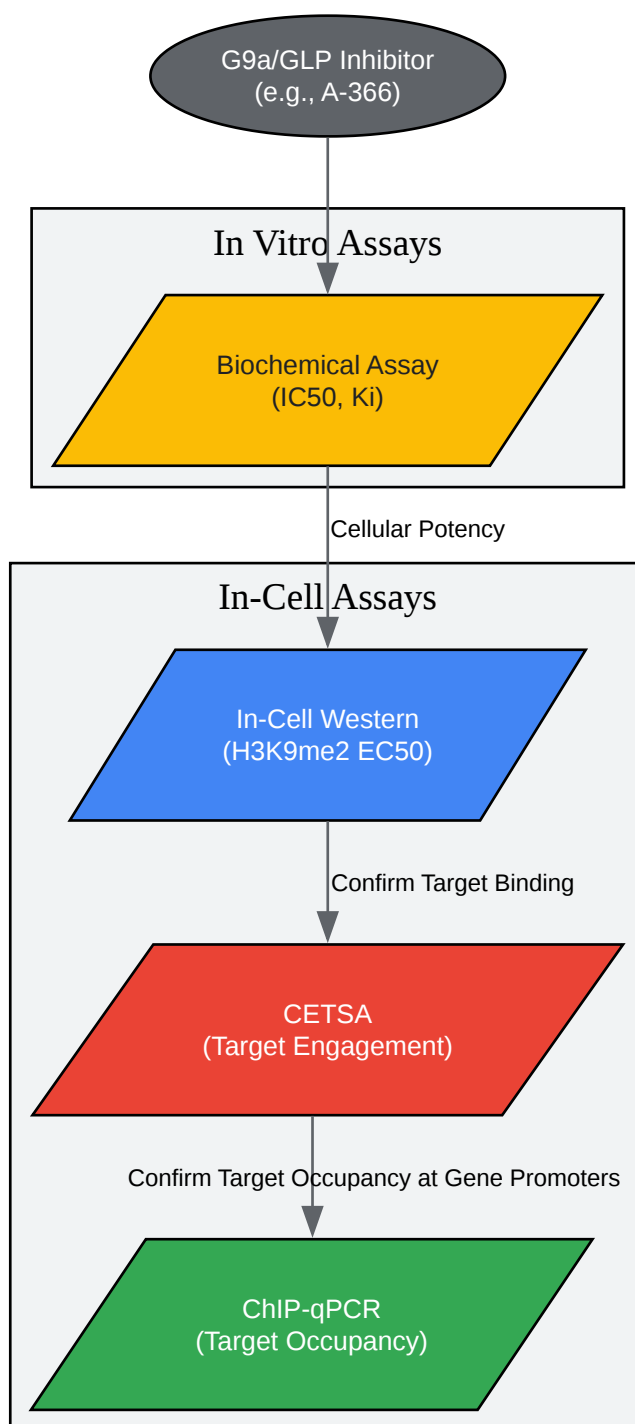 G9a/GLP Inhibitor
(e.g., A-366)
In Vitro Assays
Biochemical Assay
(IC50, Ki)
Cellular Potency
In-Cell Assays
In-Cell Western
(H3K9me2 EC50)
Confirm Target Binding
CETSA
(Target Engagement)
Confirm Target Occupancy at Gene Promoters
ChIP-qPCR
(Target Occupancy)